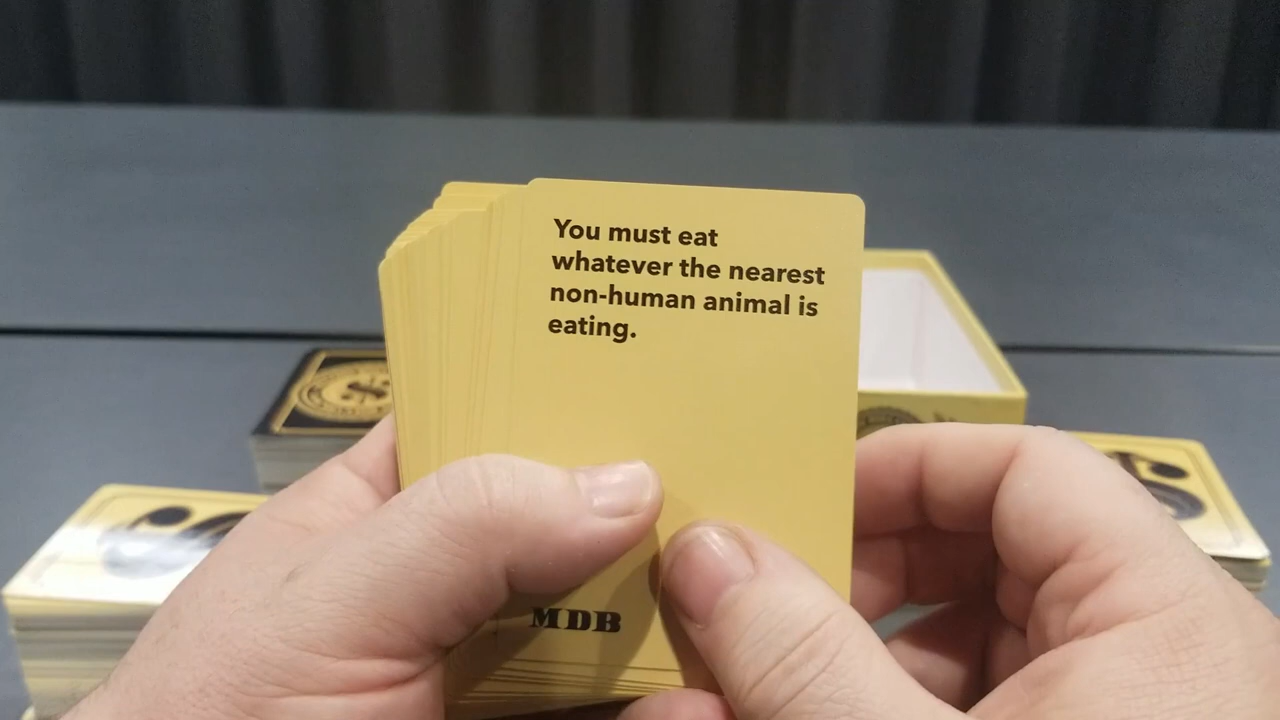 You must eat
whatever the nearest
non-human animal is
eating.
MDB